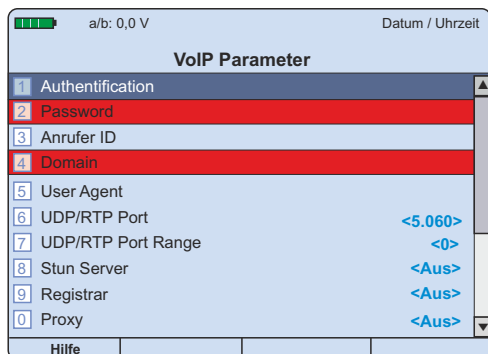 a/b: 0,0 V Datum / Uhrzeit
VoIP Parameter
1 Authentification
2 Password
3 Anrufer ID
4 Domain
5 User Agent
6 UDP/RTP Port <5.060>
7 UDP/RTP Port Range <0>
8 Stun Server <Aus>
9 Registrar <Aus>
0 Proxy <Aus>
Hilfe